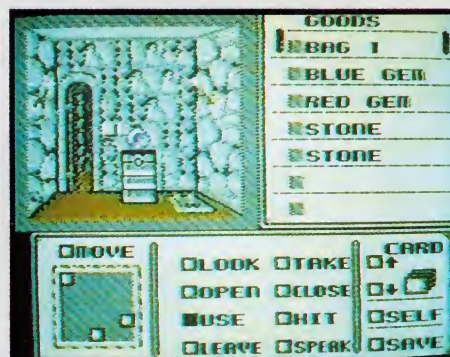 GOODS
BAG 1
BLUE GEM
RED GEM
STONE
STONE
MOVE
LOOK TAKE
OPEN CLOSE
USE HIT
LEAVE SPEAK
CARD
SELF
SAVE